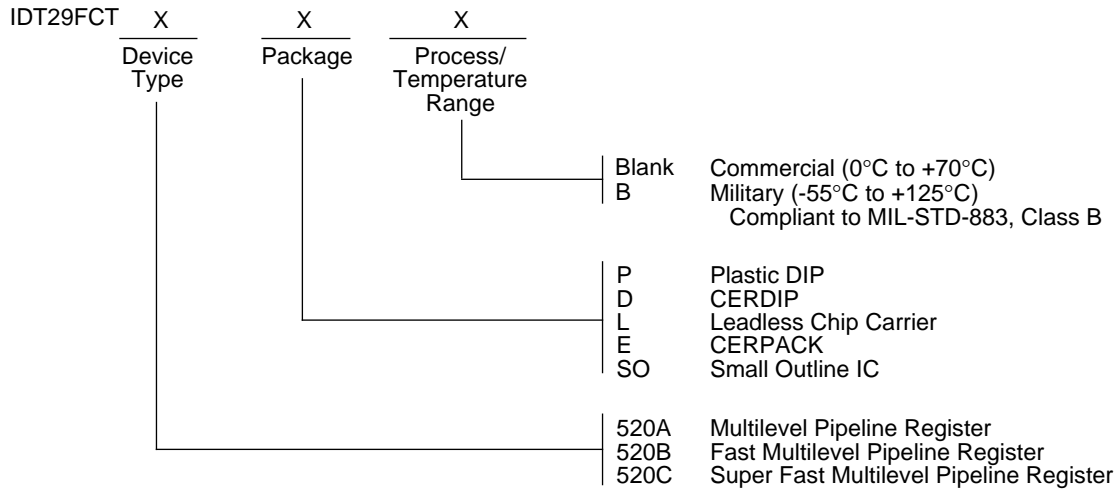 IDT29FCT X X X
Device Type
Package
Process/
Temperature
Range
Blank Commercial (0°C to +70°C)
B Military (-55°C to +125°C)
Compliant to MIL-STD-883, Class B
P Plastic DIP
D CERDIP
L Leadless Chip Carrier
E CERPACK
SO Small Outline IC
520A Multilevel Pipeline Register
520B Fast Multilevel Pipeline Register
520C Super Fast Multilevel Pipeline Register